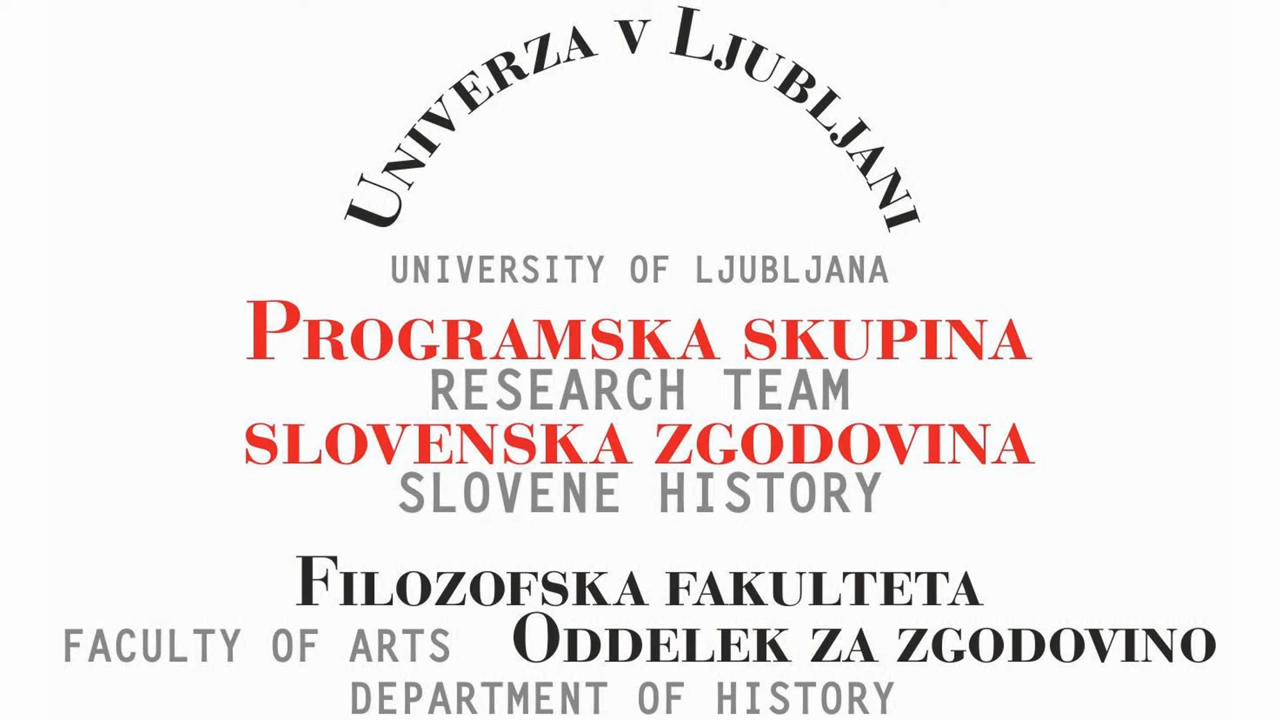 Univerza v Ljubljani
UNIVERSITY OF LJUBLJANA
Programska skupina
RESEARCH TEAM
slovenska zgodovina
SLOVENE HISTORY
Filozofska fakulteta
FACULTY OF ARTS Oddelek za zgodovino
DEPARTMENT OF HISTORY